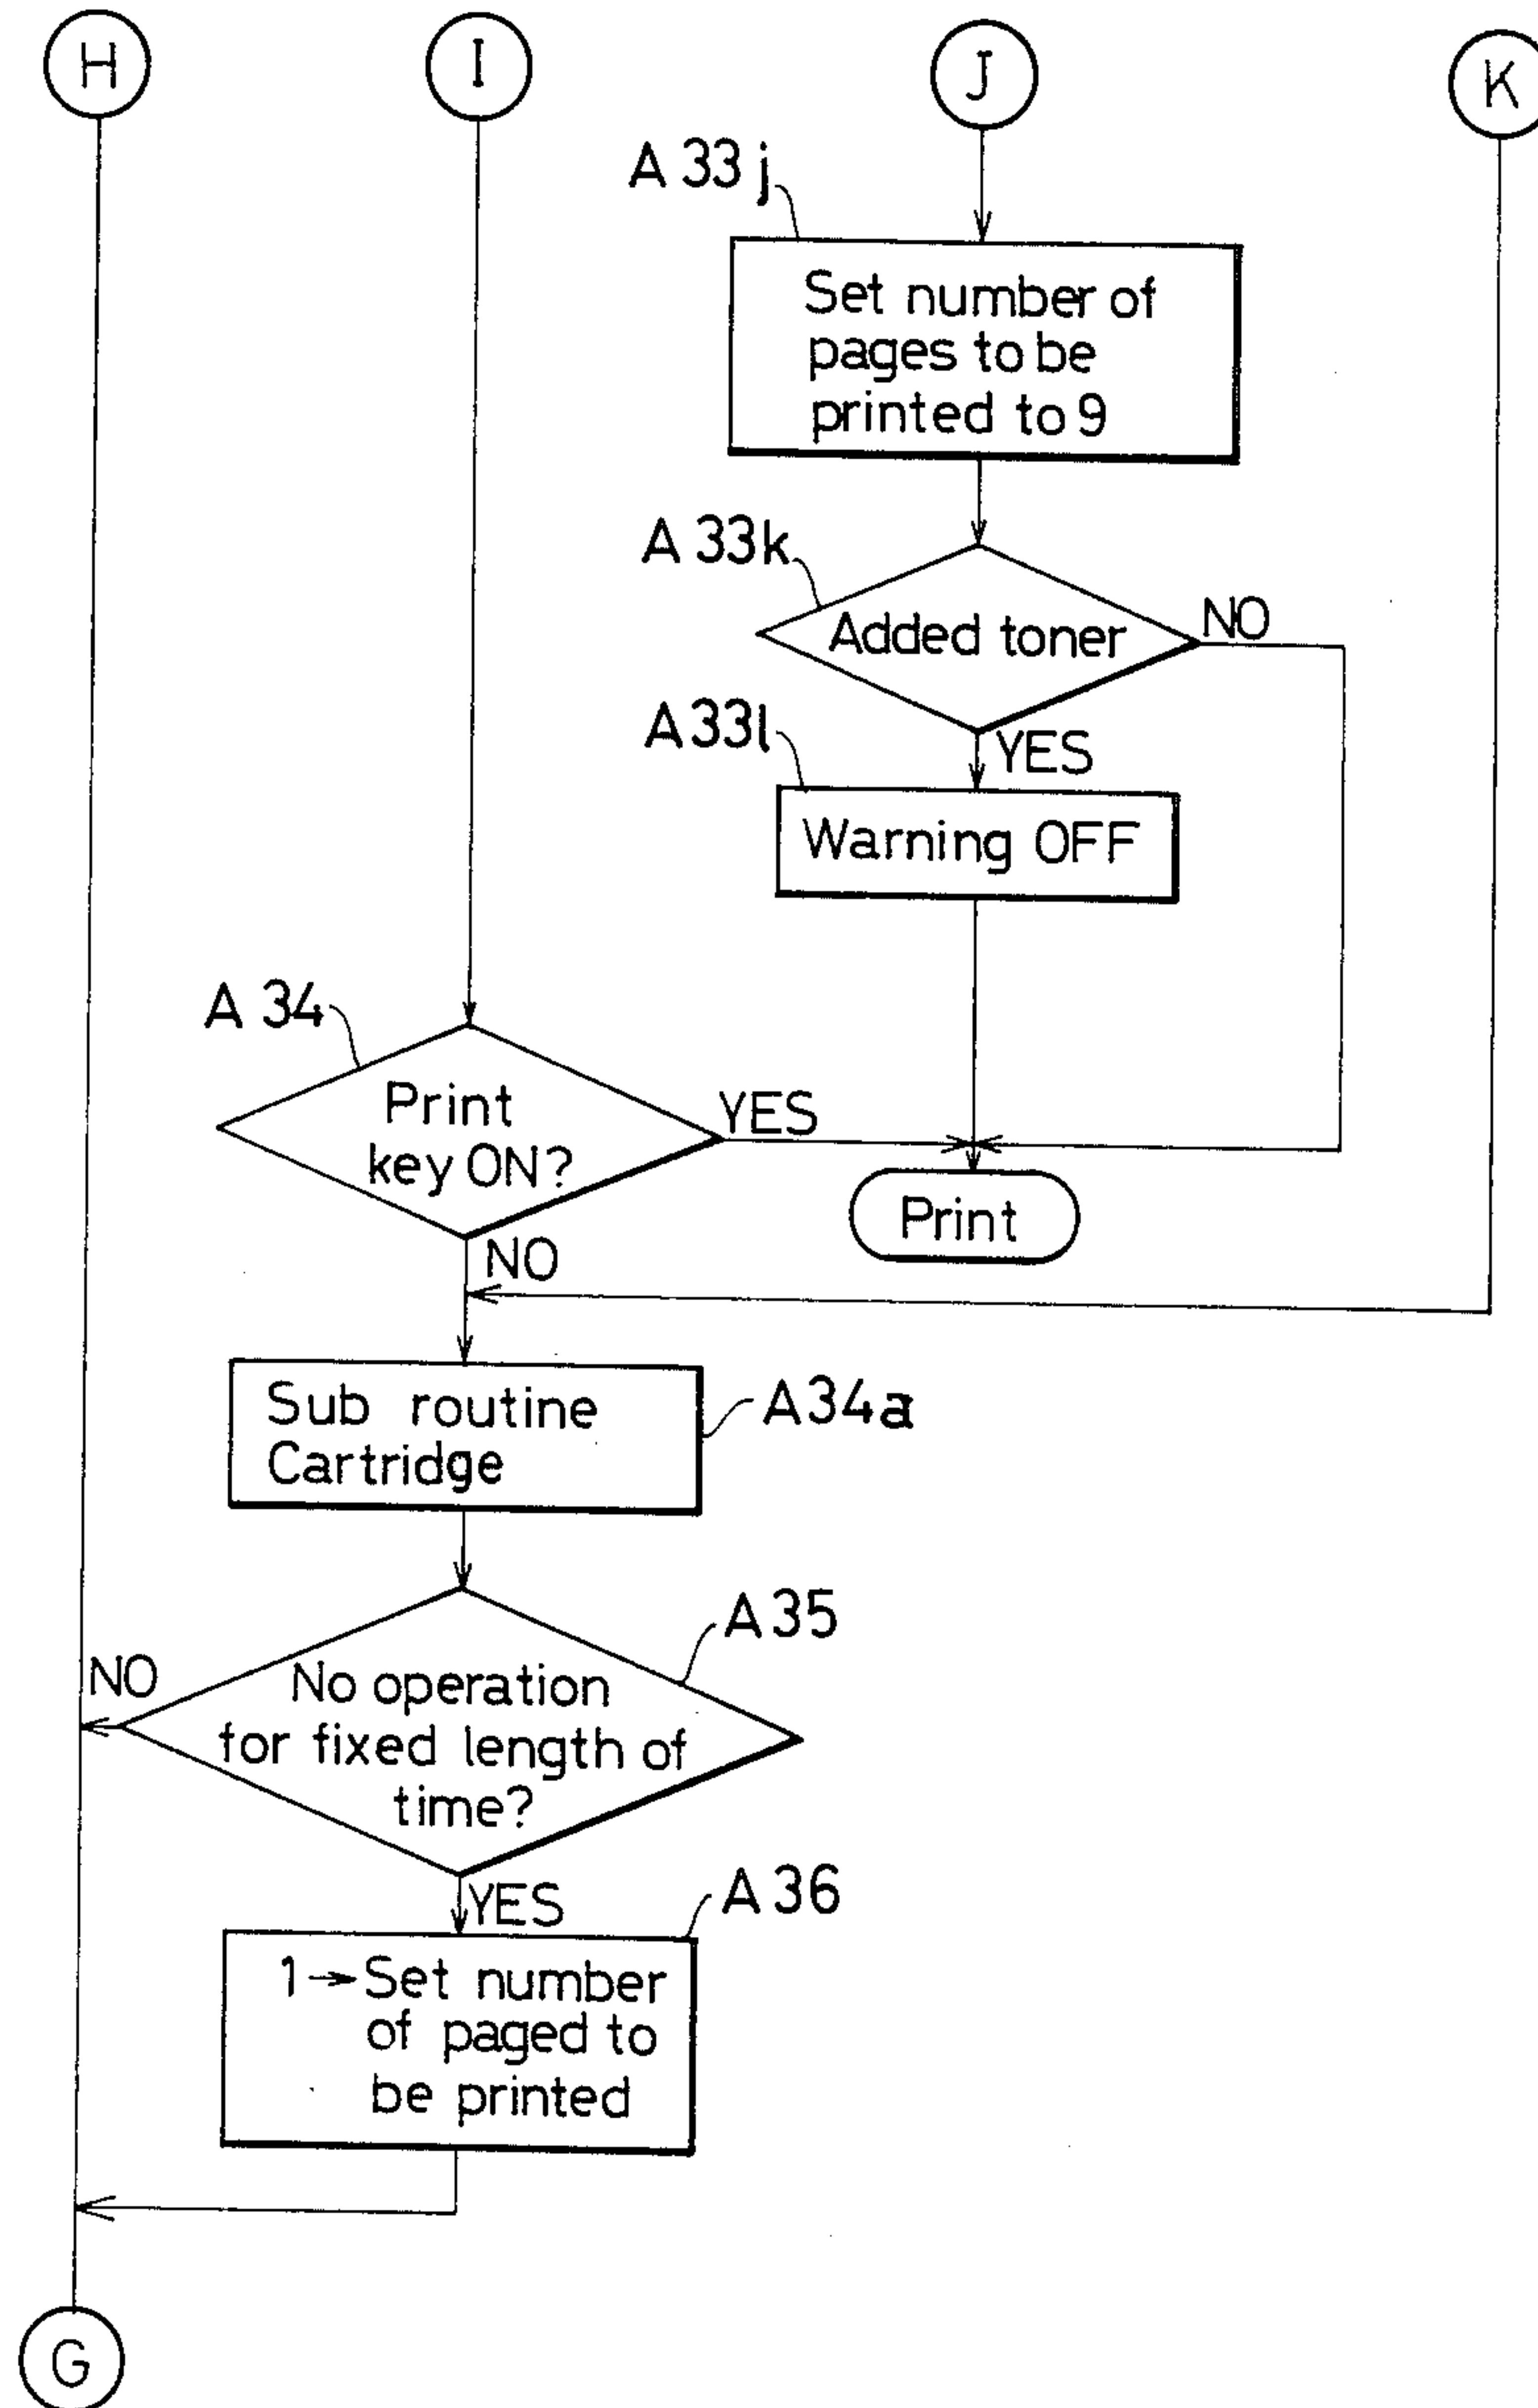 H
I
J
K
A 33 j
Set number of
pages to be
printed to 9
A 33k
Added toner
NO
A33l
YES
Warning OFF
A 34
Print
key ON?
YES
Print
NO
Sub routine
Cartridge
A34a
A 35
NO
No operation
for fixed length of
time?
YES
A 36
1→Set number
of paged to
be printed
G